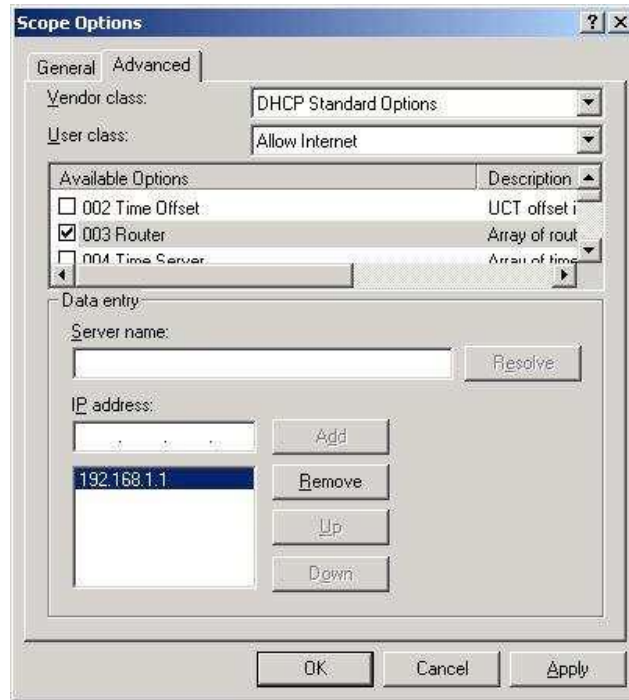 Scope Options
General Advanced
Vendor class: DHCP Standard Options
User class: Allow Internet
Available Options Description
002 Time Offset UCT offset i
003 Router Array of rout
004 Time Server Array of time
Data entry
Server name:
Resolve
IP address:
Add
192.168.1.1 Remove
Up
Down
OK Cancel Apply